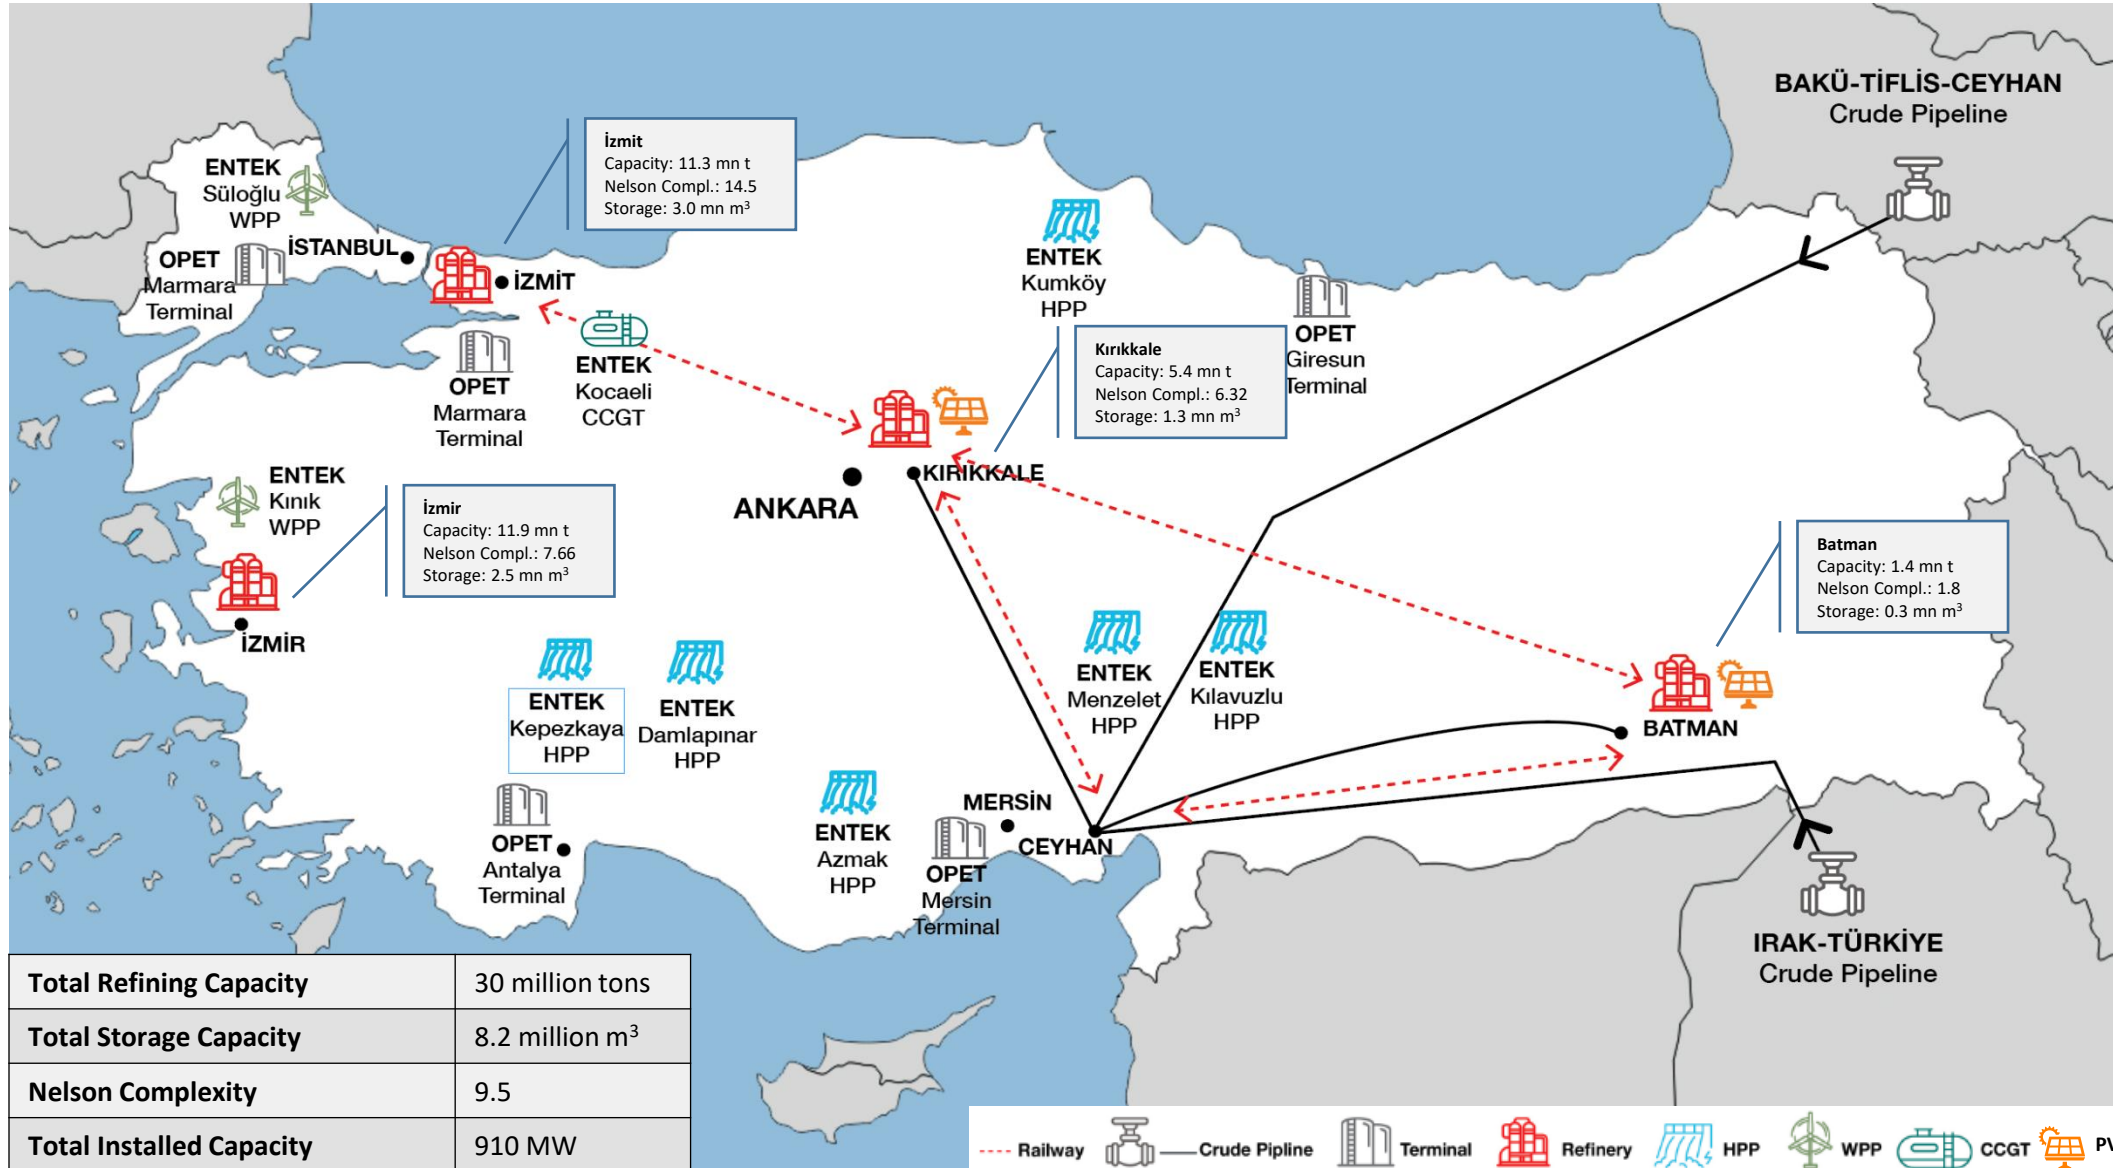 BAKÜ-TİFLİS-CEYHAN
Crude Pipeline
İzmit
Capacity: 11.3 mn t
Nelson Compl.: 14.5
Storage: 3.0 mn m³
ENTEK
Süloğlu
WPP
İSTANBUL
OPET
Marmara
Terminal
İZMİT
ENTEK
Kumköy
HPP
OPET
Giresun
Terminal
OPET
Marmara
Terminal
ENTEK
Kocaeli
CCGT
Kırıkkale
Capacity: 5.4 mn t
Nelson Compl.: 6.32
Storage: 1.3 mn m³
KIRIKKALE
ANKARA
ENTEK
Kınık
WPP
İzmir
Capacity: 11.9 mn t
Nelson Compl.: 7.66
Storage: 2.5 mn m³
İZMİR
Batman
Capacity: 1.4 mn t
Nelson Compl.: 1.8
Storage: 0.3 mn m³
BATMAN
ENTEK
Menzelet
HPP
ENTEK
Kılavuzlu
HPP
ENTEK
Kepezkaya
HPP
ENTEK
Damlapınar
HPP
OPET
Antalya
Terminal
ENTEK
Azmak
HPP
MERSİN
CEYHAN
OPET
Mersin
Terminal
IRAK-TÜRKİYE
Crude Pipeline
Total Refining Capacity 30 million tons
Total Storage Capacity 8.2 million m³
Nelson Complexity 9.5
Total Installed Capacity 910 MW
Railway Crude Pipline Terminal Refinery HPP WPP CCGT PV